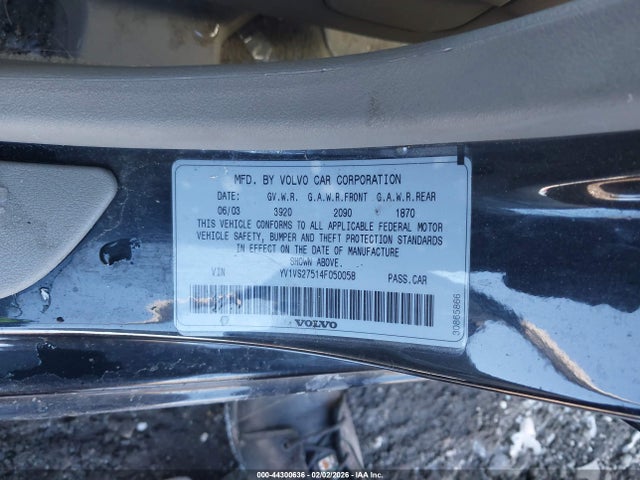 MFD. BY VOLVO CAR CORPORATION
DATE: GV.W.R. G.A.W.R.FRONT G.A.W.R.REAR
06/03 3920 2090 1870
THIS VEHICLE CONFORMS TO ALL APPLICABLE FEDERAL MOTOR
VEHICLE SAFETY, BUMPER AND THEFT PROTECTION STANDARDS
IN EFFECT ON THE DATE OF MANUFACTURE
SHOWN ABOVE.
VIN YV1VS27514F050058 PASS.CAR
VOLVO
30865866
000-44300636 - 02/02/2026 - IAAI.COM